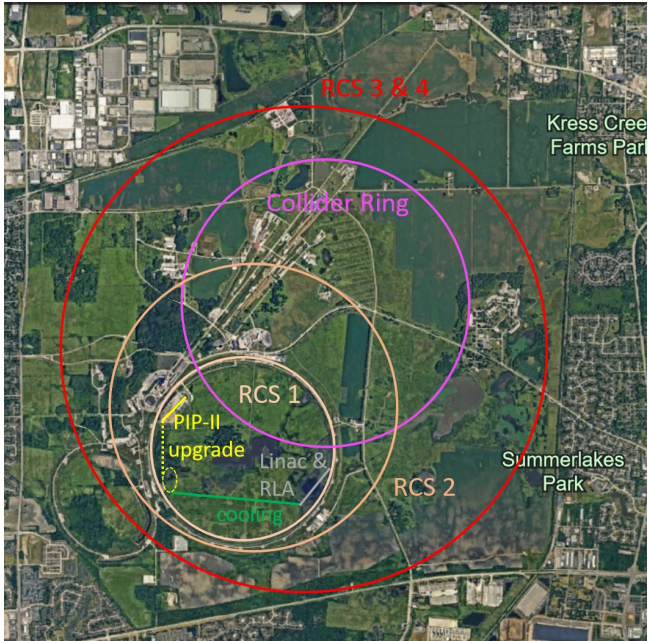 RCS 3 & 4
Kress Cree
Farms Park
Collider Ring
RCS 1
PIP-II
upgrade
Linac &
RLA
cooling
RCS 2
Summerlakes
Park